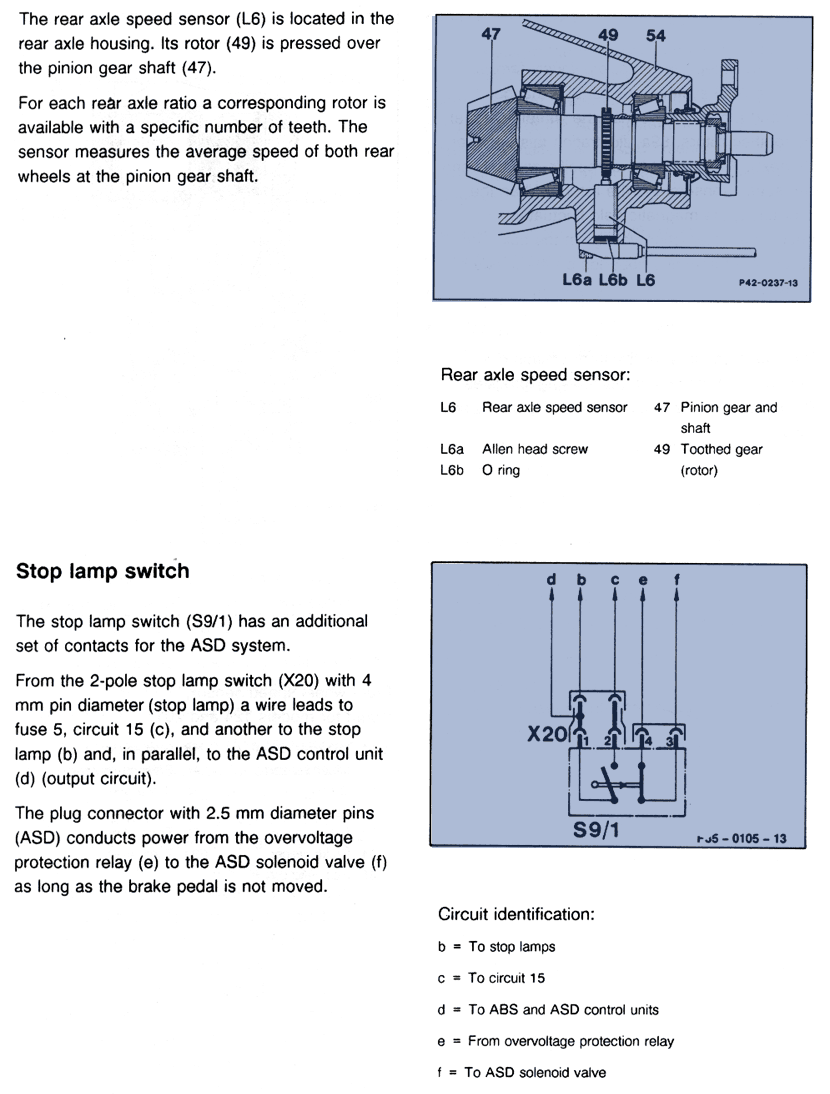 The rear axle speed sensor (L6) is located in the
rear axle housing. Its rotor (49) is pressed over
the pinion gear shaft (47).
For each rear axle ratio a corresponding rotor is
available with a specific number of teeth. The
sensor measures the average speed of both rear
wheels at the pinion gear shaft.
47 49 54
L6a L6b L6
P42-0237-13
Rear axle speed sensor:
L6 Rear axle speed sensor 47 Pinion gear and
shaft
L6a Allen head screw 49 Toothed gear
L6b O ring (rotor)
Stop lamp switch
The stop lamp switch (S9/1) has an additional
set of contacts for the ASD system.
From the 2-pole stop lamp switch (X20) with 4
mm pin diameter (stop lamp) a wire leads to
fuse 5, circuit 15 (c), and another to the stop
lamp (b) and, in parallel, to the ASD control unit
(d) (output circuit).
The plug connector with 2.5 mm diameter pins
(ASD) conducts power from the overvoltage
protection relay (e) to the ASD solenoid valve (f)
as long as the brake pedal is not moved.
d b c e f
X20 1 2 4 3
S9/1
5 – 0105 – 13
Circuit identification:
b = To stop lamps
c = To circuit 15
d = To ABS and ASD control units
e = From overvoltage protection relay
f = To ASD solenoid valve